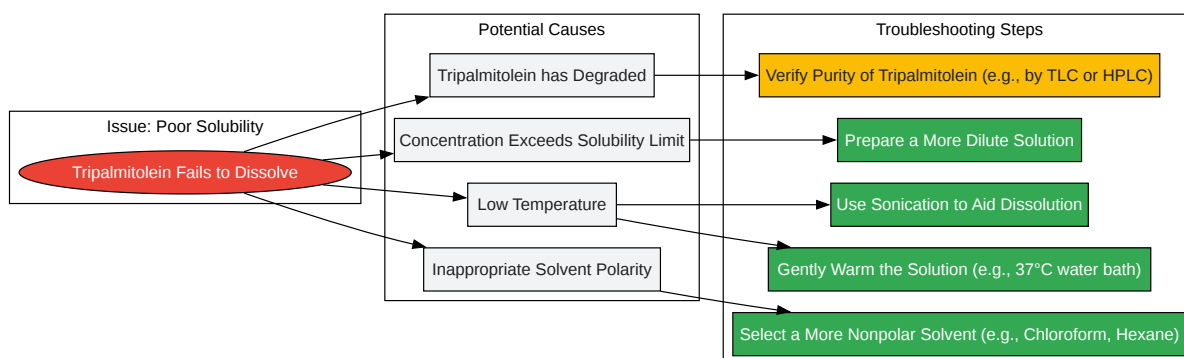 Issue: Poor Solubility
Tripalmitolein Fails to Dissolve
Potential Causes
Tripalmitolein has Degraded
Concentration Exceeds Solubility Limit
Low Temperature
Inappropriate Solvent Polarity
Troubleshooting Steps
Verify Purity of Tripalmitolein (e.g., by TLC or HPLC)
Prepare a More Dilute Solution
Use Sonication to Aid Dissolution
Gently Warm the Solution (e.g., 37°C water bath)
Select a More Nonpolar Solvent (e.g., Chloroform, Hexane)